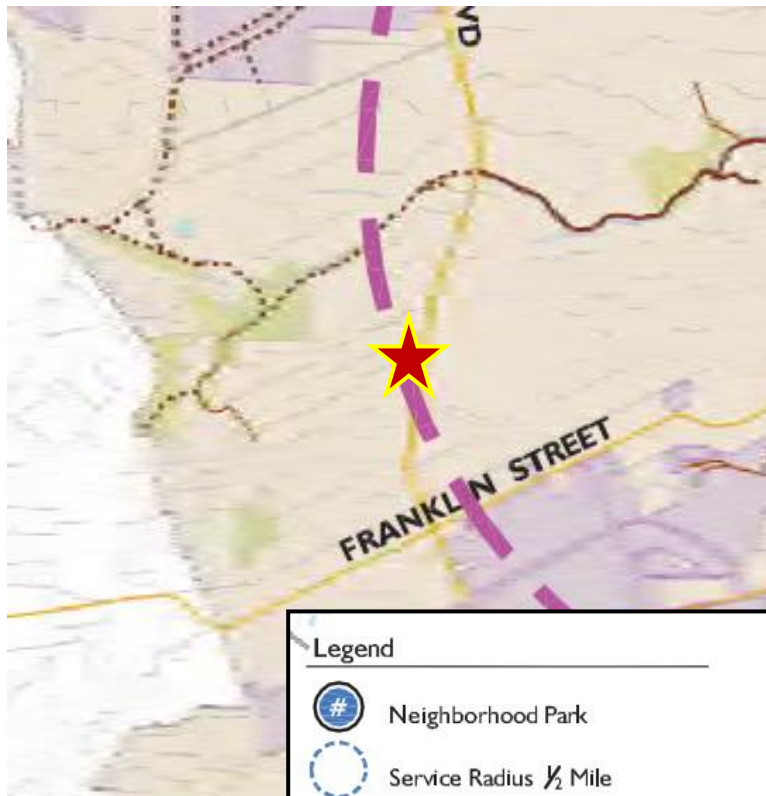 VD
FRANKLIN STREET
Legend
# Neighborhood Park
Service Radius ½ Mile